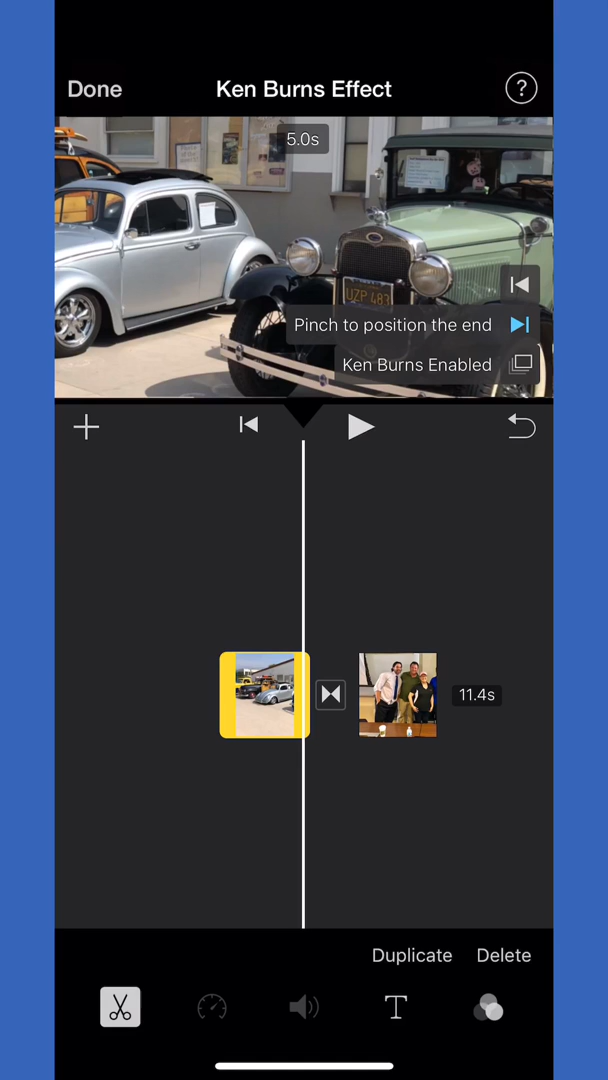 Done
Ken Burns Effect
?
5.0s
UZP 483
Pinch to position the end
Ken Burns Enabled
11.4s
Duplicate
Delete
T